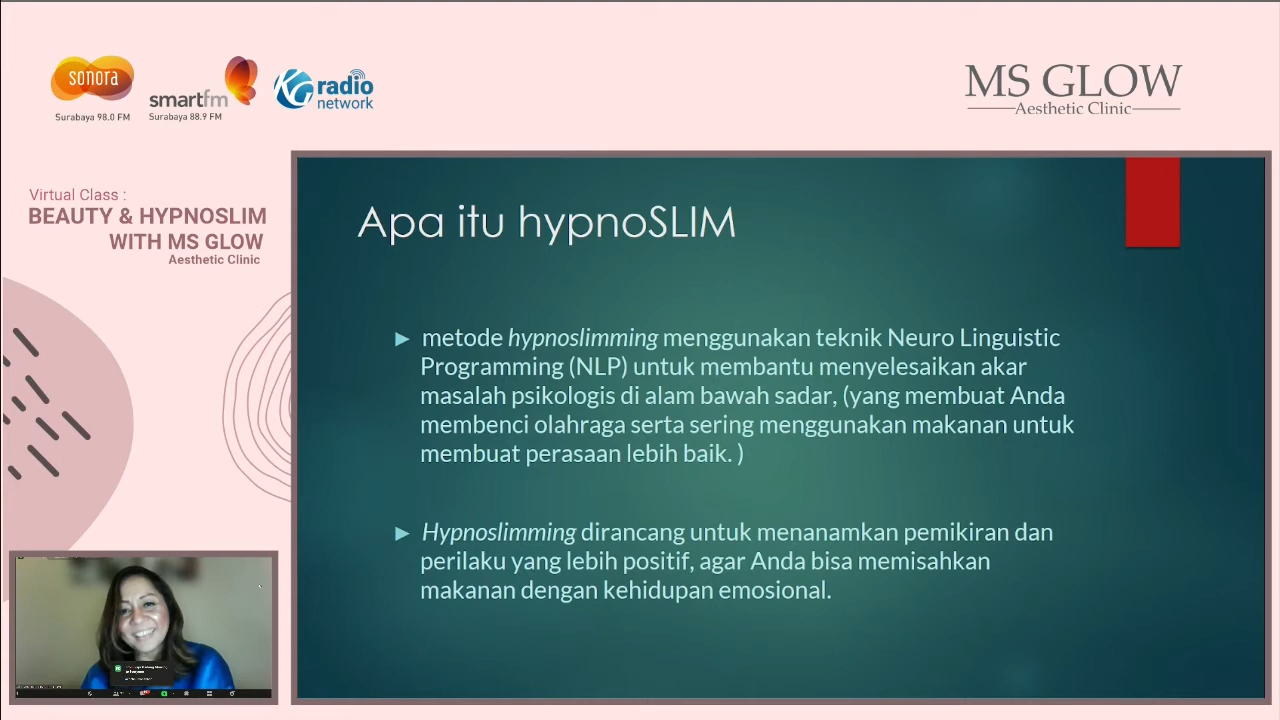 sonora
Surabaya 98.0 FM
smartfm
Surabaya 88.9 FM
KG radio
network
MS GLOW
Aesthetic Clinic
Virtual Class :
BEAUTY & HYPNOSLIM
WITH MS GLOW
Aesthetic Clinic
Apa itu hypnoSLIM
► metode hypnoslimming menggunakan teknik Neuro Linguistic
Programming (NLP) untuk membantu menyelesaikan akar
masalah psikologis di alam bawah sadar, (yang membuat Anda
membenci olahraga serta sering menggunakan makanan untuk
membuat perasaan lebih baik. )
► Hypnoslimming dirancang untuk menanamkan pemikiran dan
perilaku yang lebih positif, agar Anda bisa memisahkan
makanan dengan kehidupan emosional.